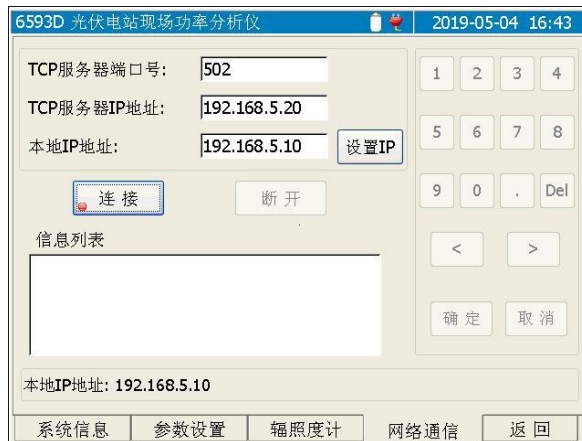 6593D 光伏电站现场功率分析仪 2019-05-04 16:43
TCP服务器端口号: 502
TCP服务器IP地址: 192.168.5.20
本地IP地址: 192.168.5.10 设置IP
连接 断开
信息列表
1 2 3 4
5 6 7 8
9 0 . Del
< >
确定 取消
本地IP地址: 192.168.5.10
系统信息 参数设置 辐照度计 网络通信 返回